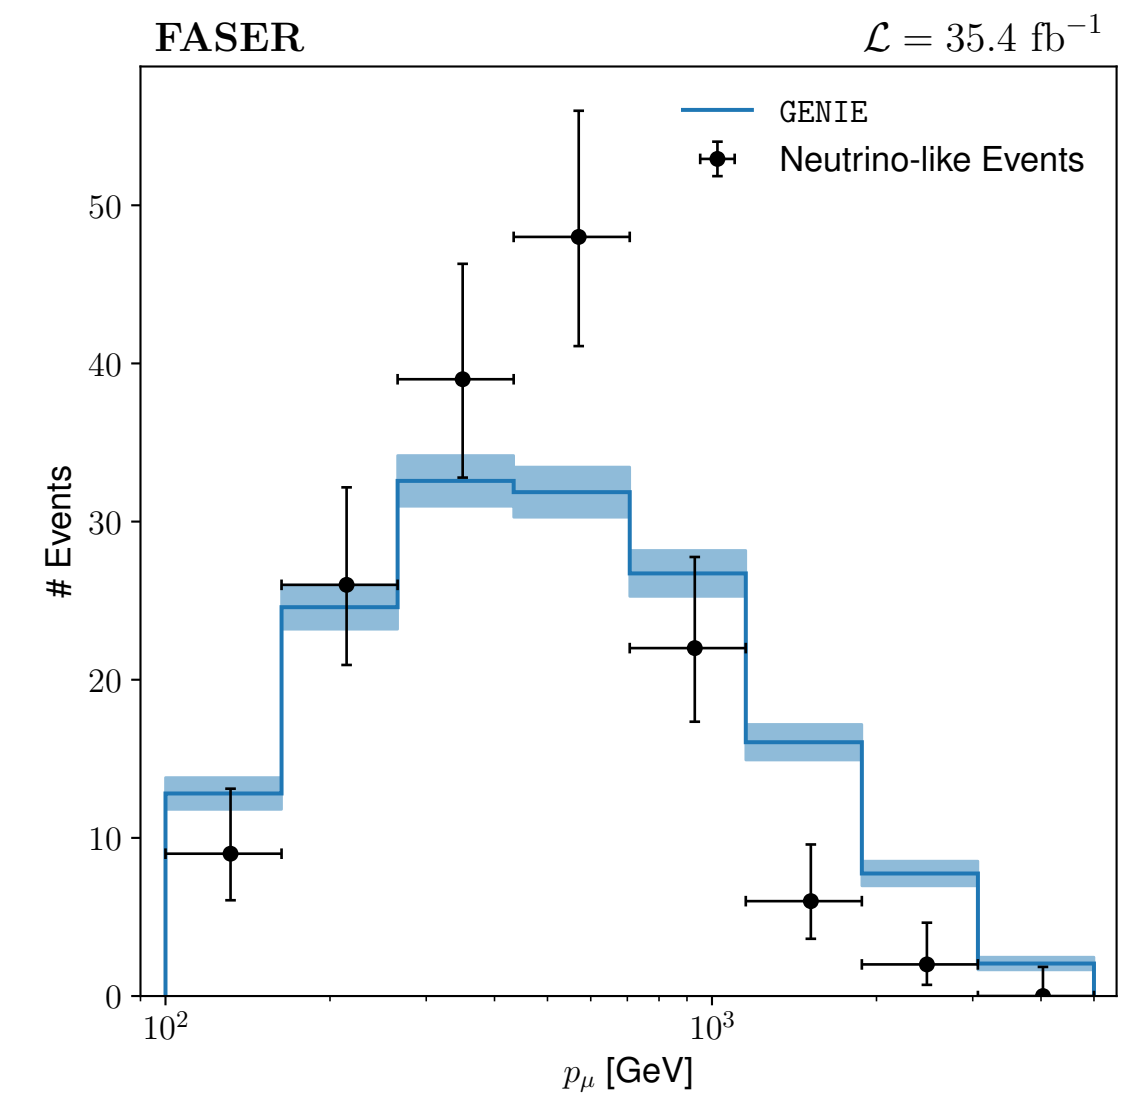 FASER
ℒ = 35.4 fb⁻¹
GENIE
Neutrino-like Events
# Events
50
40
30
20
10
0
10²
10³
pμ [GeV]